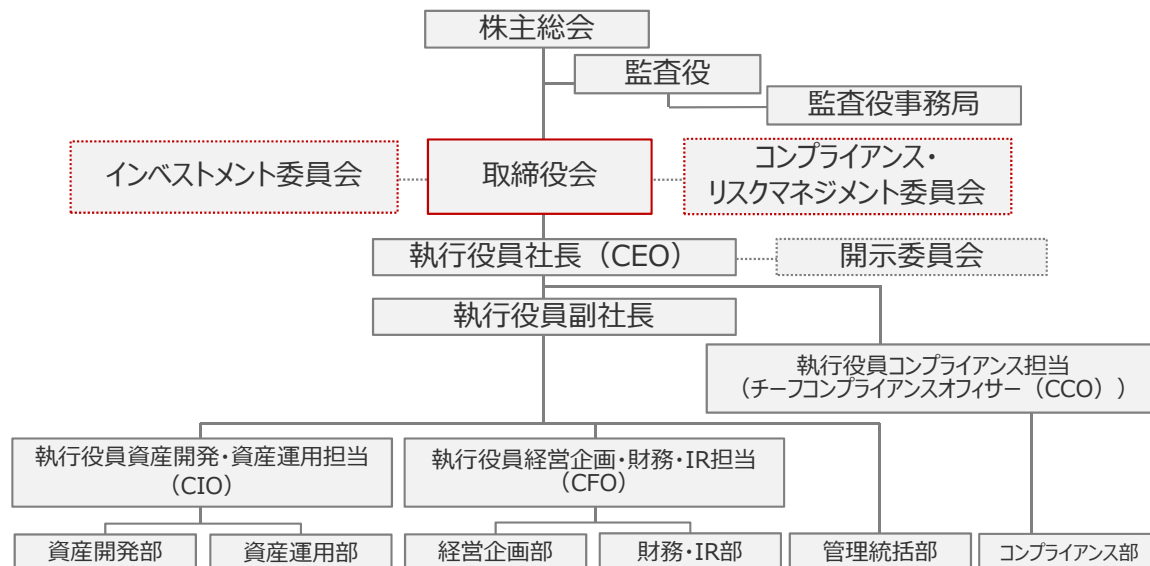 株主総会
監査役
監査役事務局
インベストメント委員会
取締役会
コンプライアンス・
リスクマネジメント委員会
執行役員社長（CEO）
開示委員会
執行役員副社長
執行役員コンプライアンス担当
（チーフコンプライアンスオフィサー（CCO））
執行役員資産開発・資産運用担当
（CIO）
執行役員経営企画・財務・IR担当
（CFO）
資産開発部
資産運用部
経営企画部
財務・IR部
管理統括部
コンプライアンス部